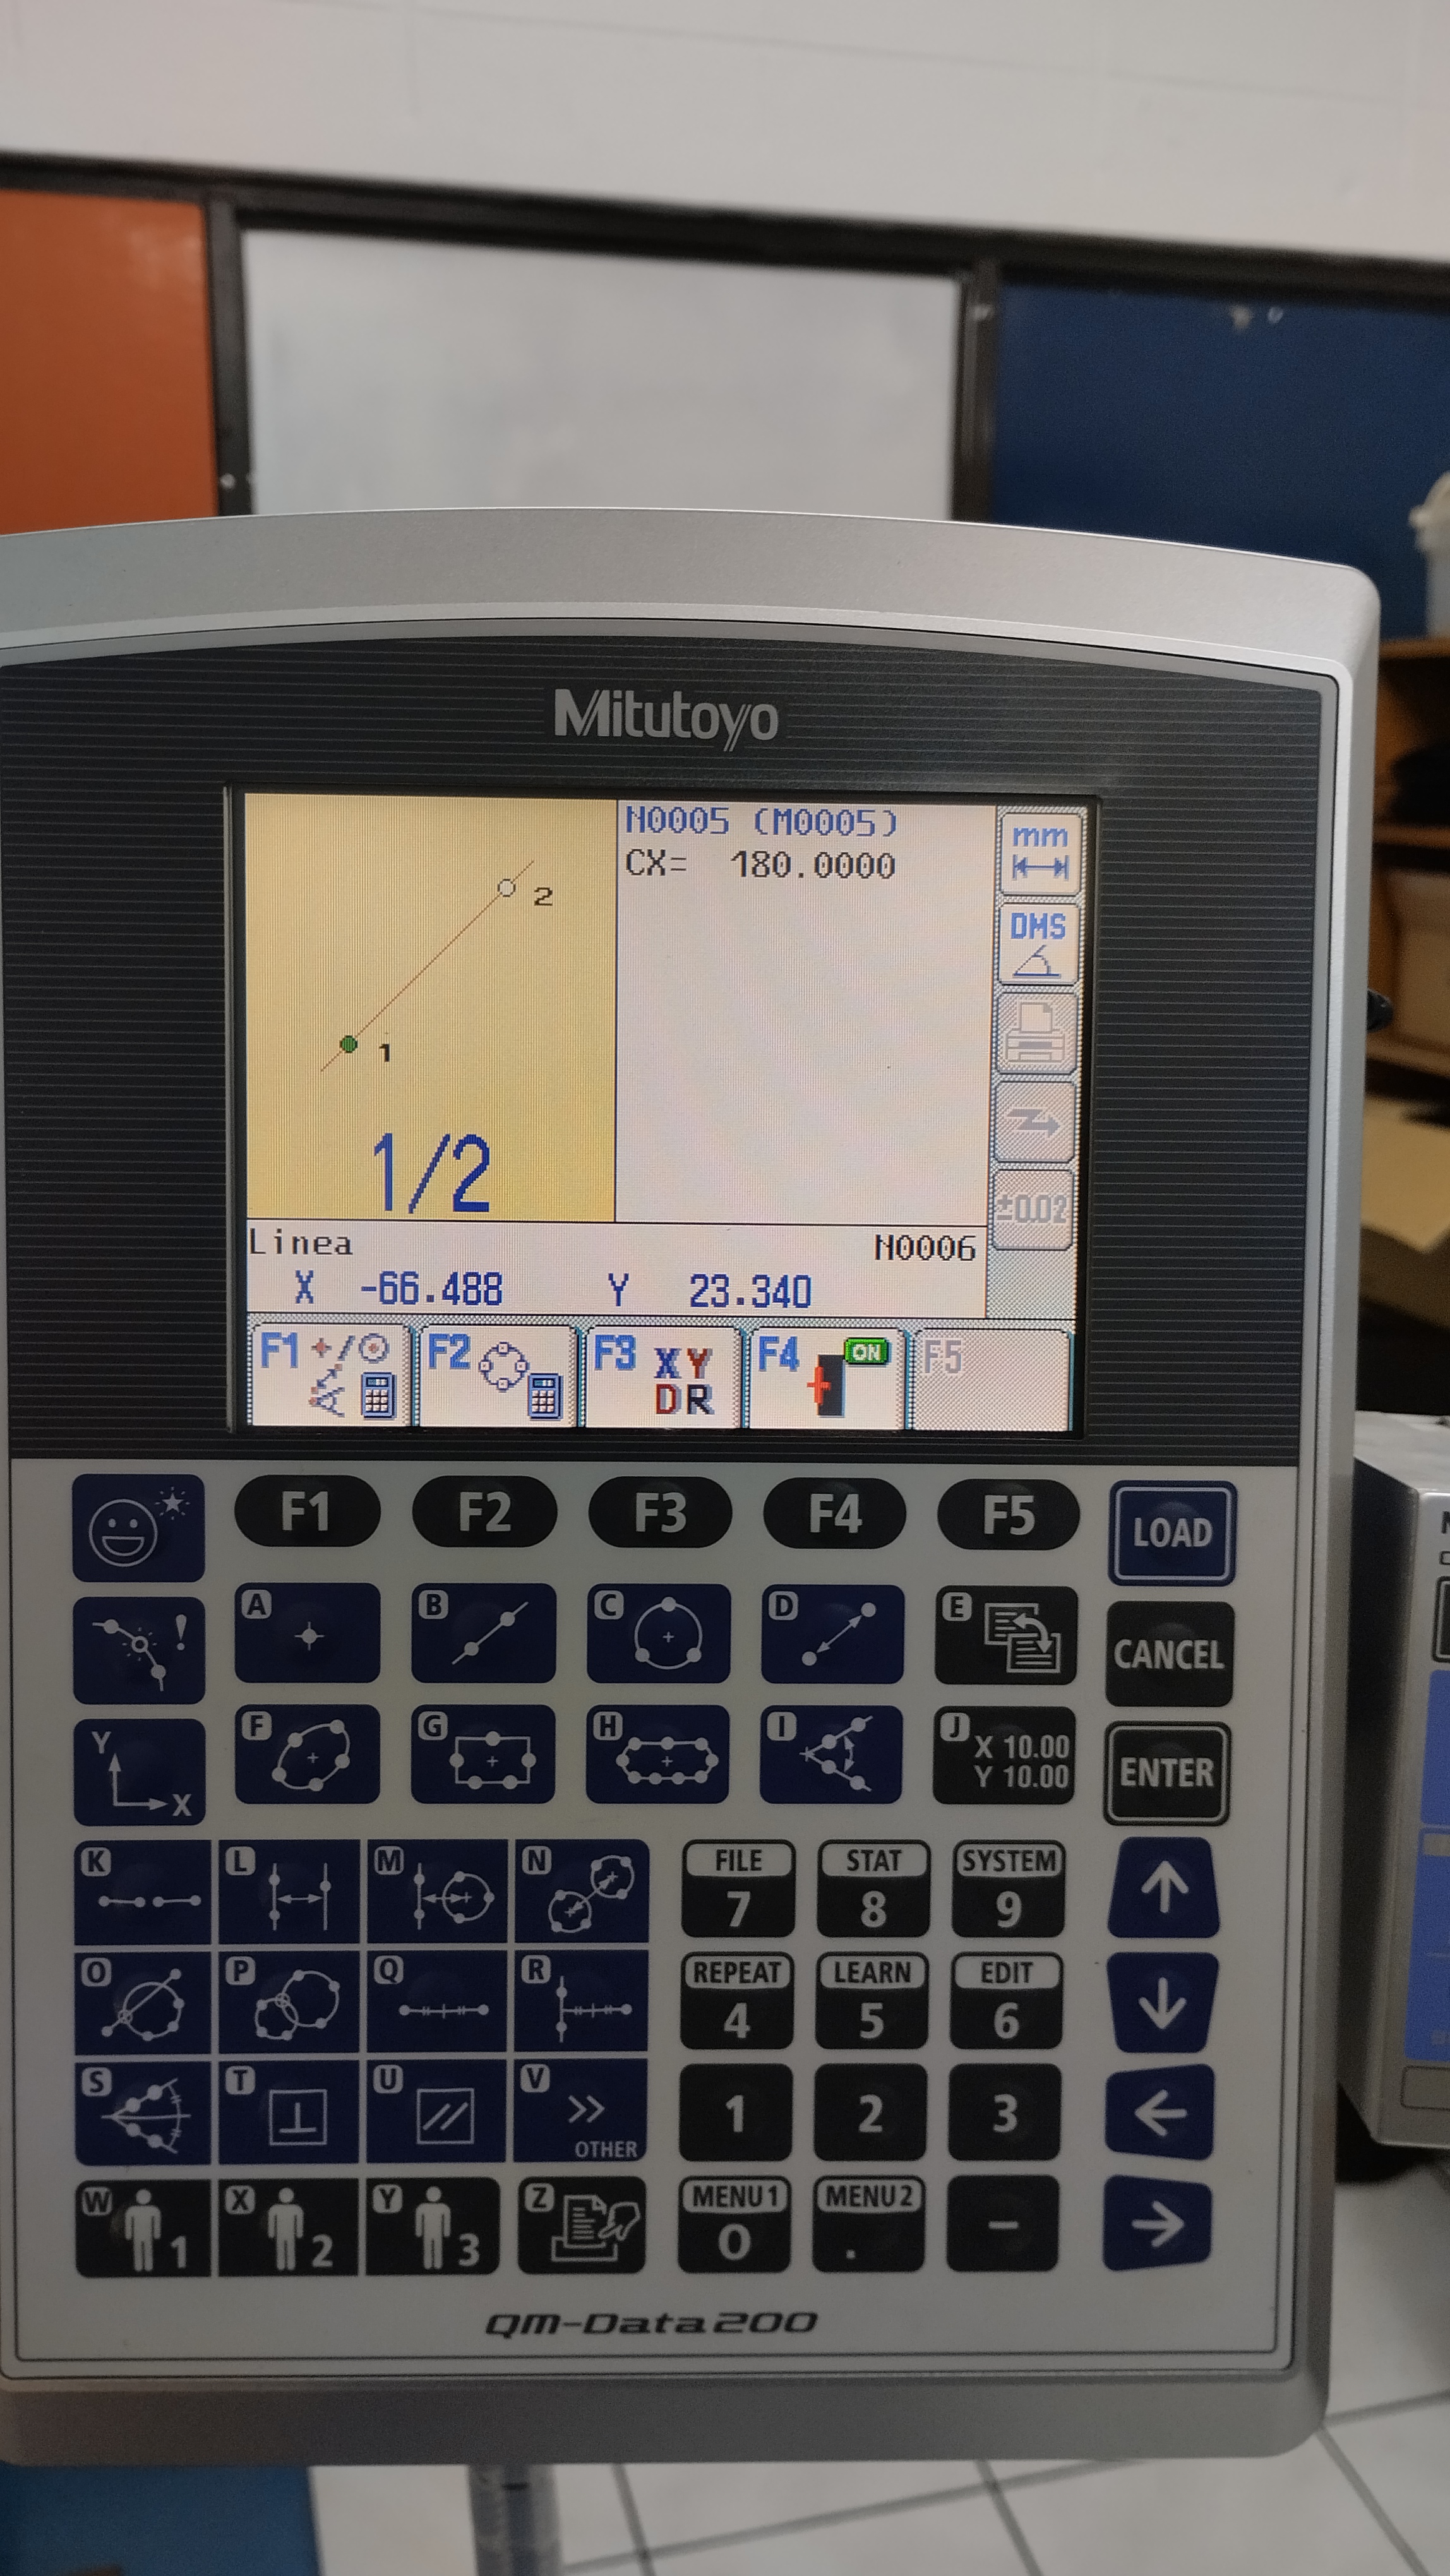 Mitutoyo
N0005 (M0005)
CX= 180.0000
mm
DMS
±0.02
2
1
1/2
Linea
N0006
X -66.488 Y 23.340
F1 F2 F3 XY DR F4 ON F5
F1 F2 F3 F4 F5
LOAD
A B C D E
CANCEL
F G H I J X 10.00
Y 10.00
ENTER
Y
X
K L M N
FILE STAT SYSTEM
7 8 9
O P Q R
REPEAT LEARN EDIT
4 5 6
S T U V
OTHER
1 2 3
W 1 X 2 Y 3 Z
MENU1 MENU2
0 . -
QM-Data200